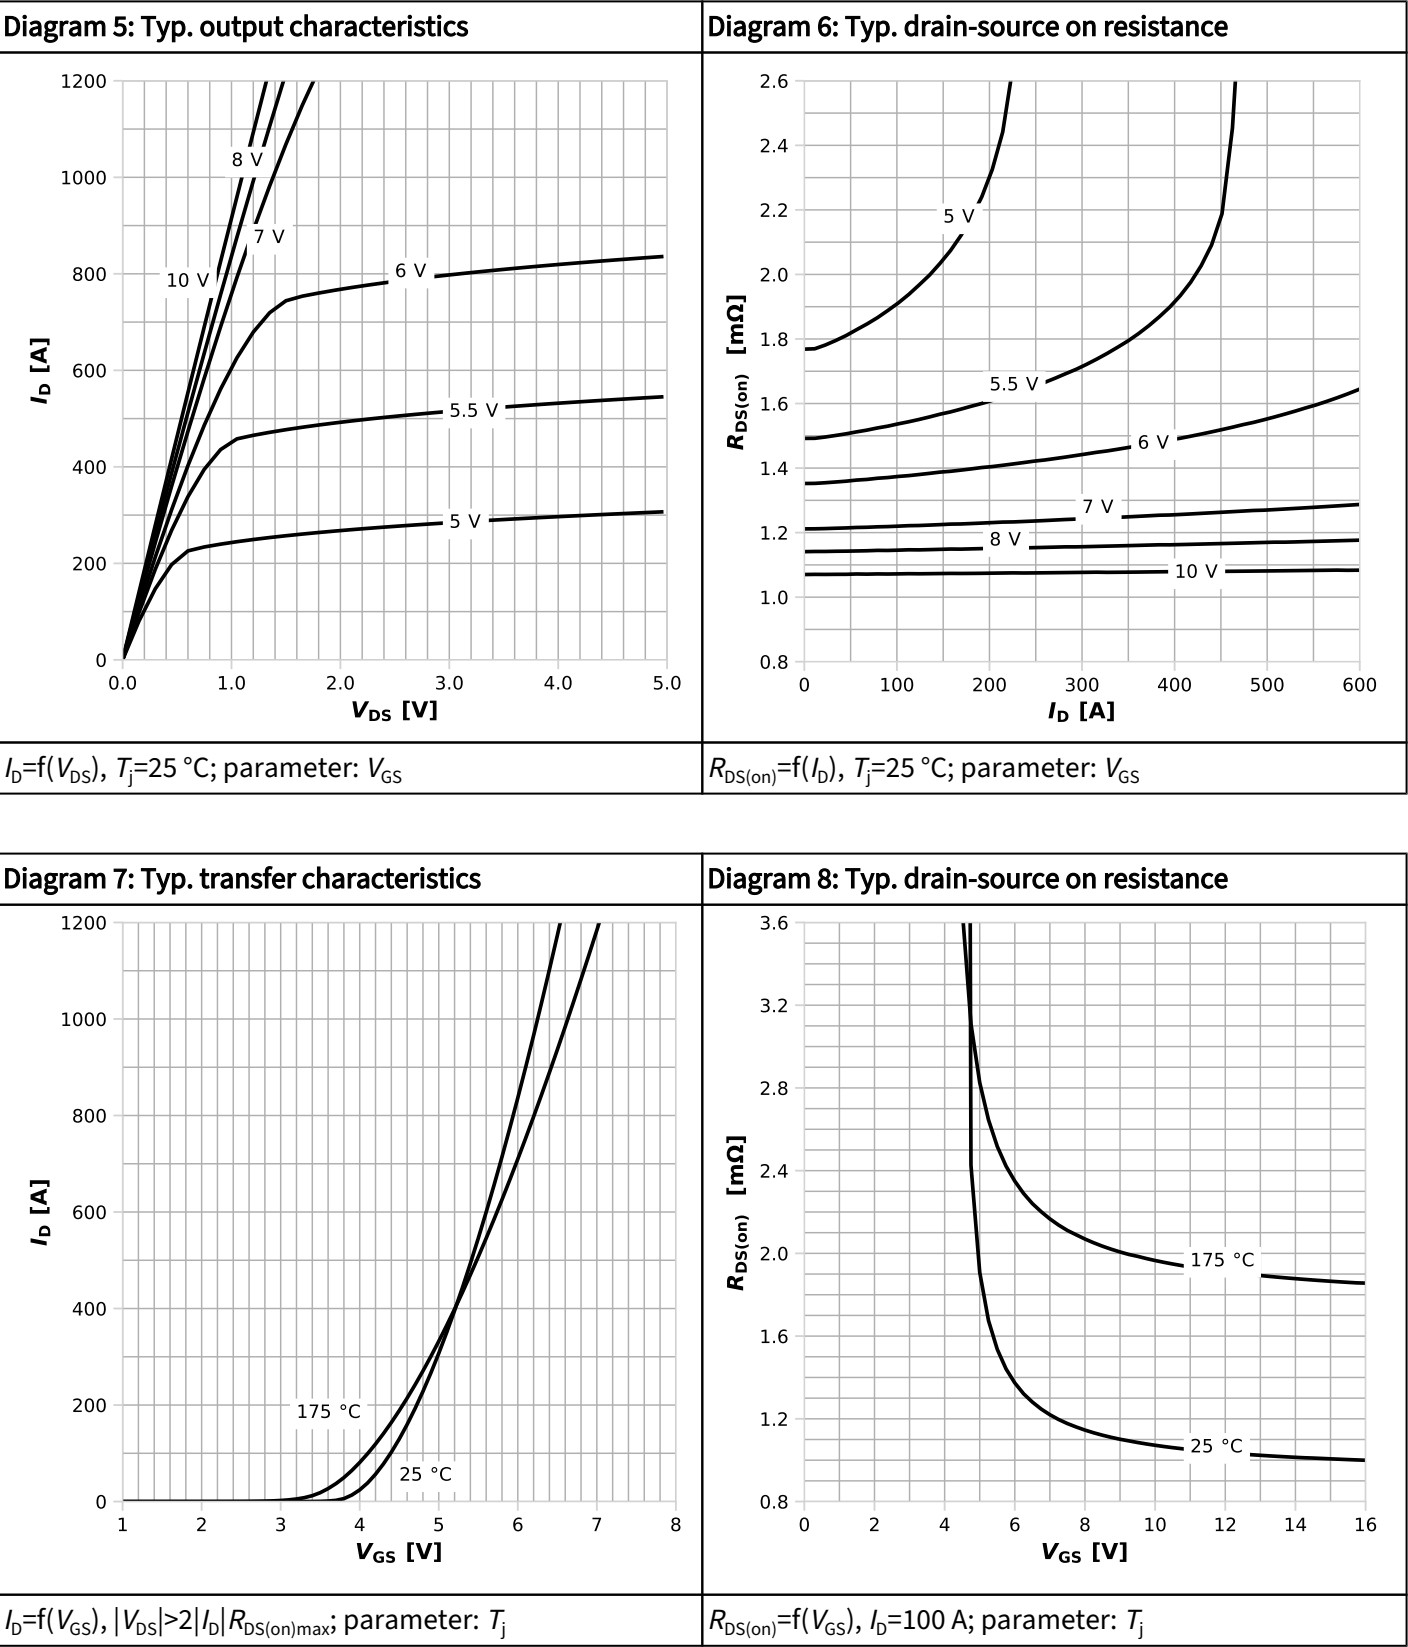 Diagram 5: Typ. output characteristics
1200
1000
800
600
400
200
0
8 V
7 V
10 V
6 V
5.5 V
5 V
0.0 1.0 2.0 3.0 4.0 5.0
I_D [A]
V_DS [V]
I_D=f(V_DS), T_j=25 °C; parameter: V_GS
Diagram 6: Typ. drain-source on resistance
2.6
2.4
2.2
2.0
1.8
1.6
1.4
1.2
1.0
0.8
5 V
5.5 V
6 V
7 V
8 V
10 V
0 100 200 300 400 500 600
R_DS(on) [mΩ]
I_D [A]
R_DS(on)=f(I_D), T_j=25 °C; parameter: V_GS
Diagram 7: Typ. transfer characteristics
1200
1000
800
600
400
200
0
175 °C
25 °C
1 2 3 4 5 6 7 8
I_D [A]
V_GS [V]
I_D=f(V_GS), |V_DS|>2|I_D|R_DS(on)max; parameter: T_j
Diagram 8: Typ. drain-source on resistance
3.6
3.2
2.8
2.4
2.0
1.6
1.2
0.8
175 °C
25 °C
0 2 4 6 8 10 12 14 16
R_DS(on) [mΩ]
V_GS [V]
R_DS(on)=f(V_GS), I_D=100 A; parameter: T_j